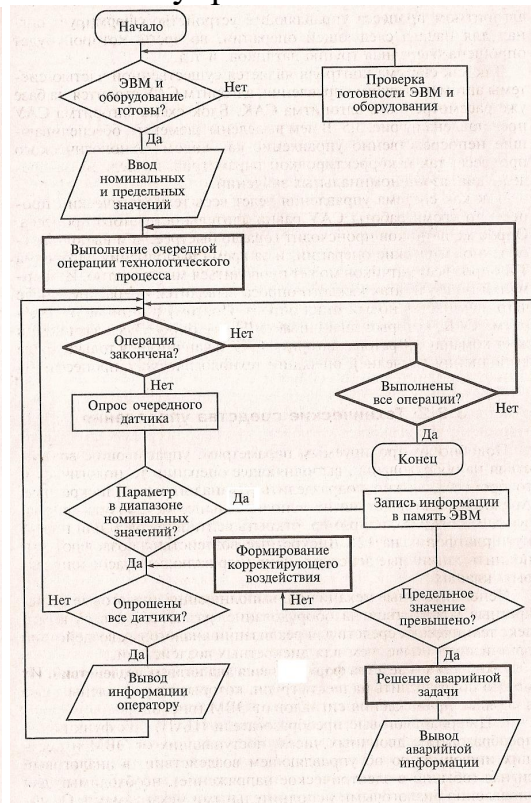 Начало
ЭВМ и
оборудование
готовы?
Нет
Проверка
готовности ЭВМ и
оборудования
Да
Ввод
номинальных
и предельных
значений
Выполнение очередной
операции технологического
процесса
Операция
закончена?
Нет
Нет
Выполнены
все операции?
Нет
Опрос очередного
датчика
Да
Конец
Параметр
в диапазоне
номинальных
значений?
Да
Запись информации
в память ЭВМ
Формирование
корректирующего
воздействия
Да
Опрошены
все датчики?
Нет
Нет
Предельное
значение
превышено?
Да
Да
Вывод
информации
оператору
Решение аварийной
задачи
Вывод
аварийной
информации